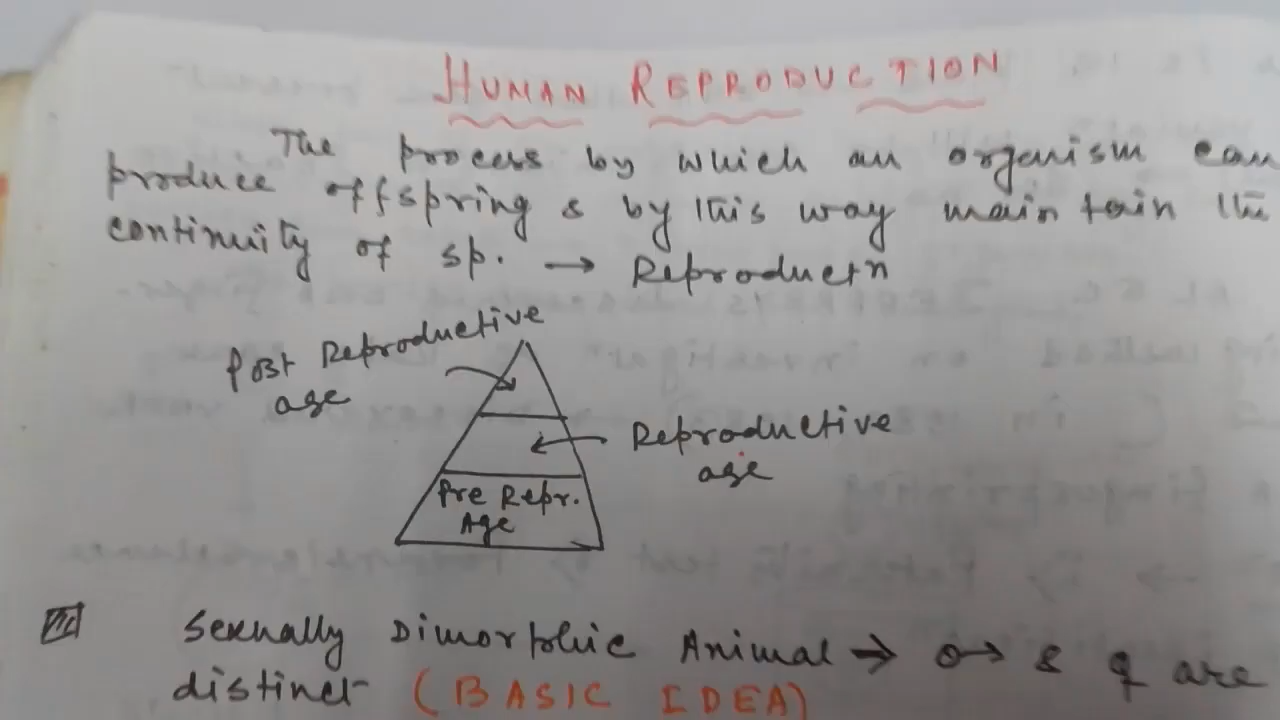 HUMAN REPRODUCTION
The process by which an organism can
produce offspring & by this way maintain the
continuity of sp. → Reproductn
Post Reproductive
age
Reproductive
age
Pre Repr.
Age
Sexually Dimorphic Animal → ♂ & ♀ are
distinct (BASIC IDEA)